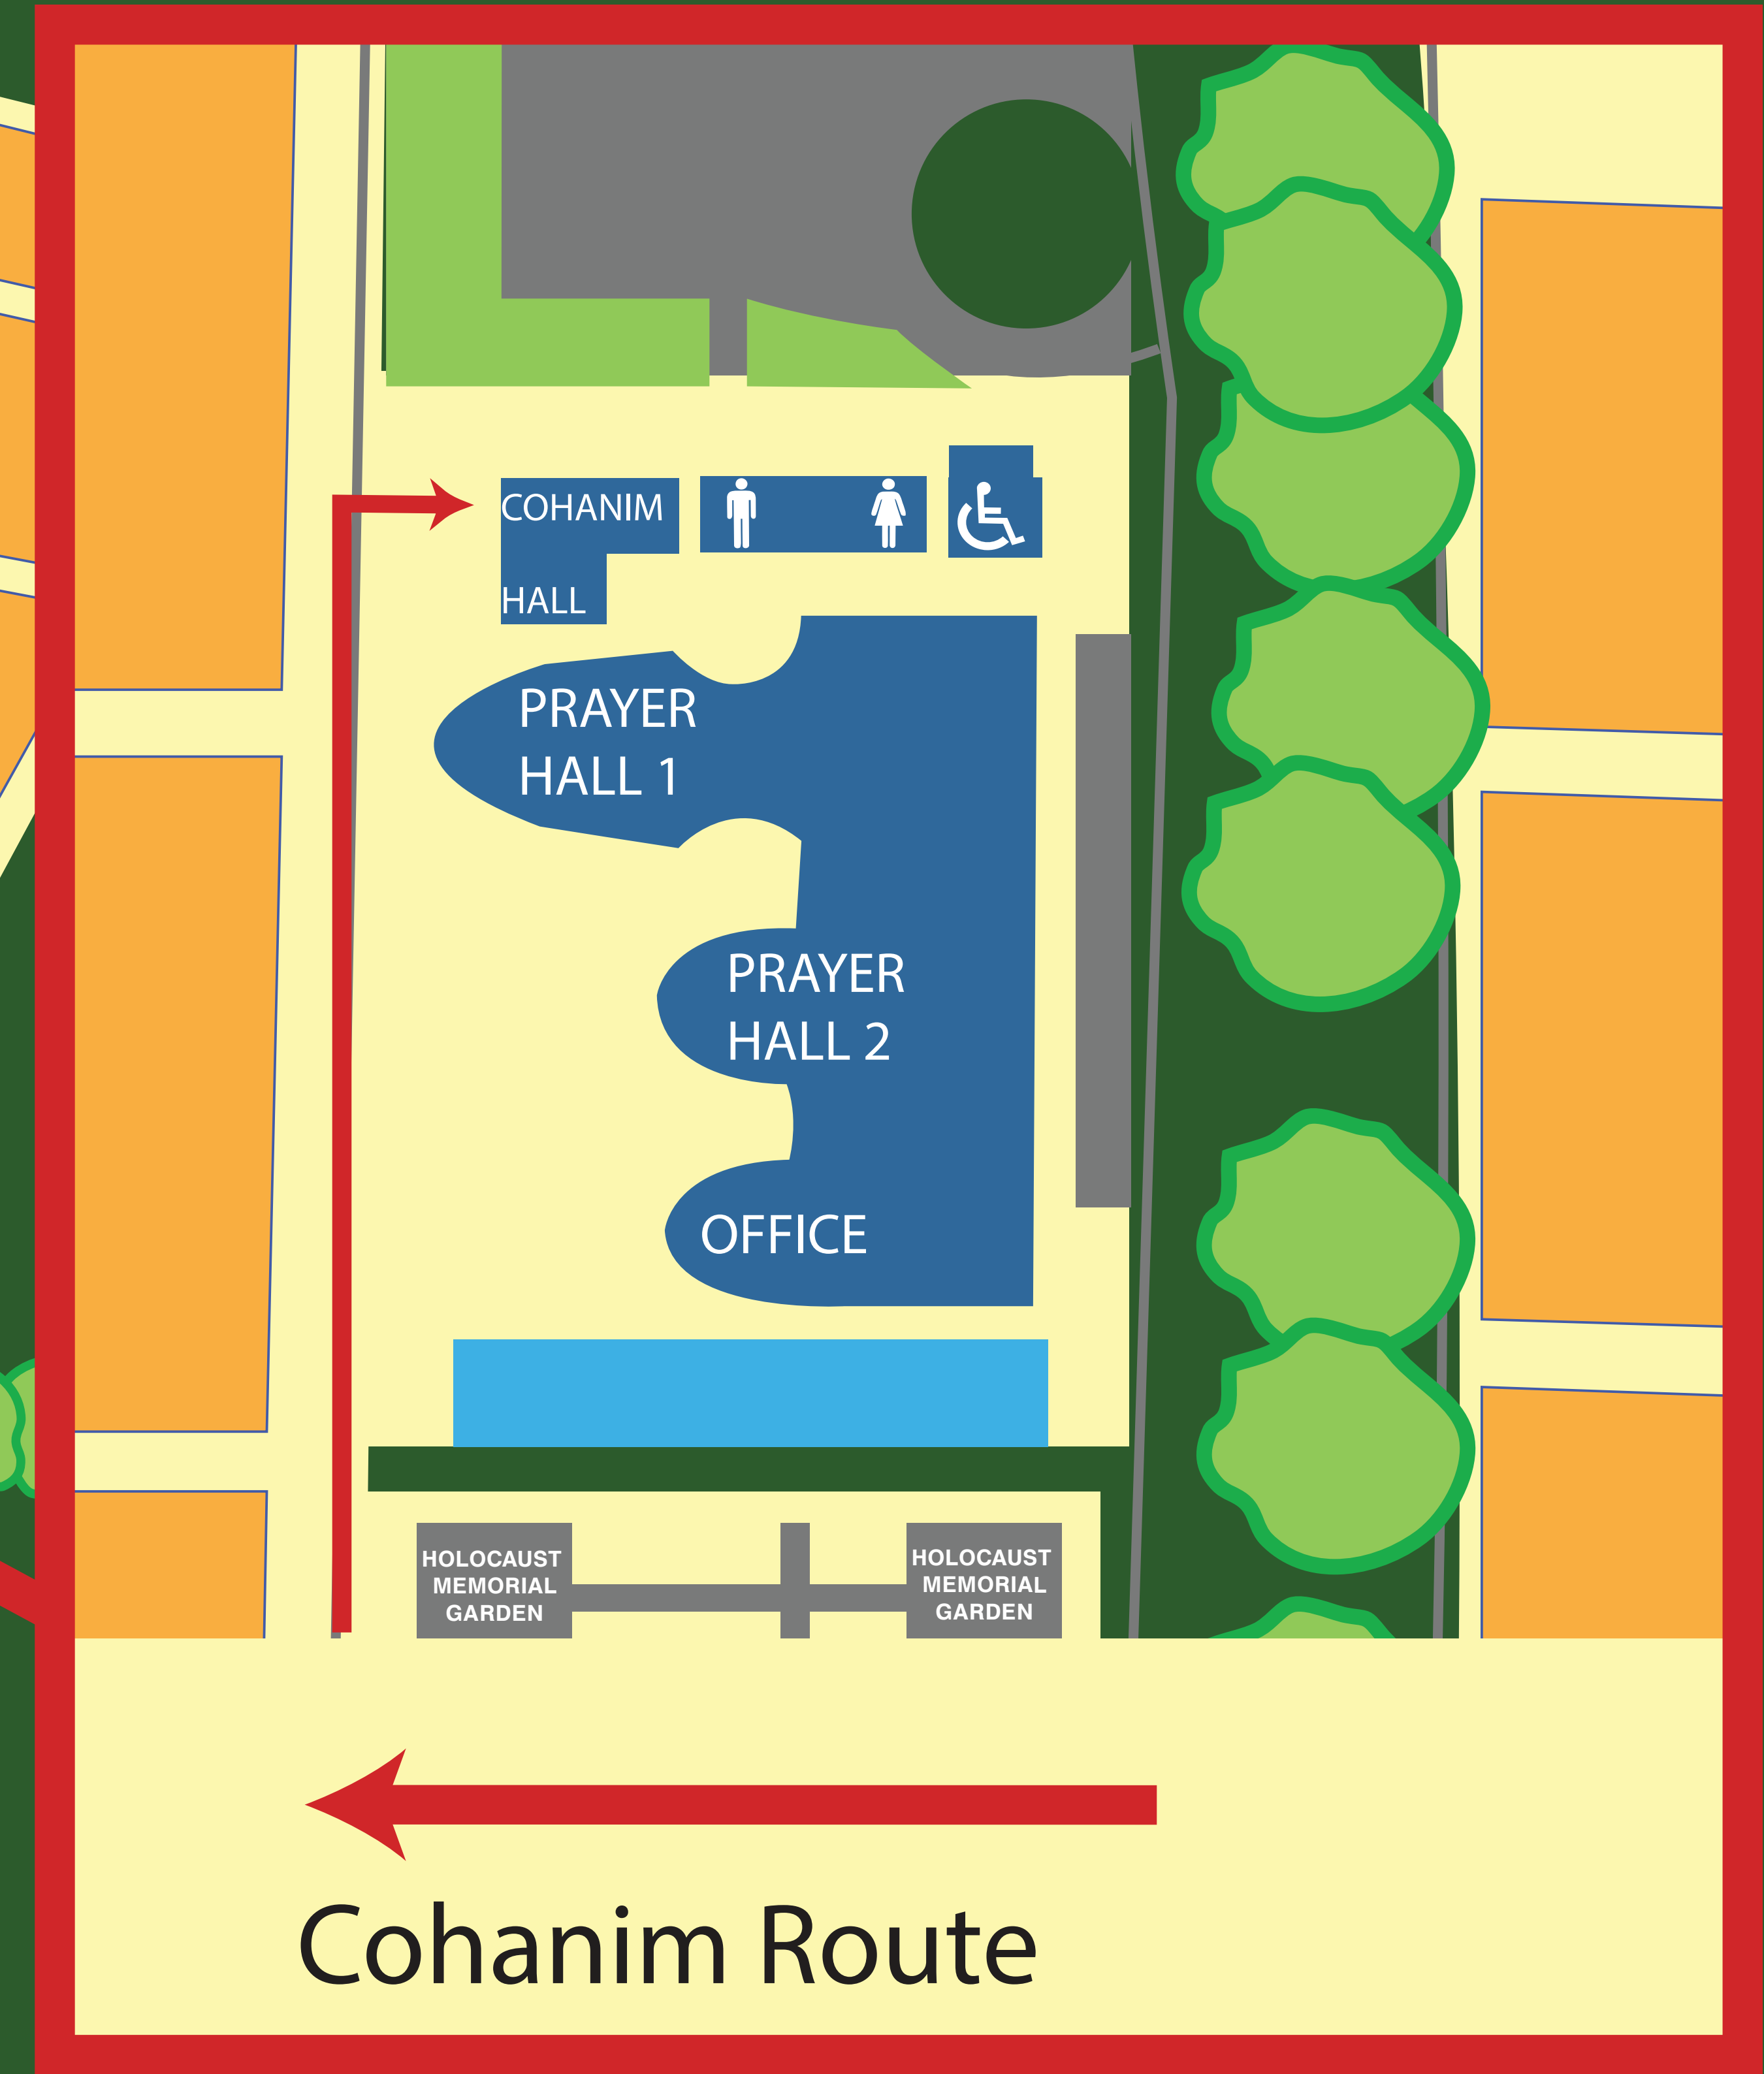 COHANIM
HALL
PRAYER
HALL 1
PRAYER
HALL 2
OFFICE
HOLOCAUST
MEMORIAL
GARDEN
HOLOCAUST
MEMORIAL
GARDEN
Cohanim Route